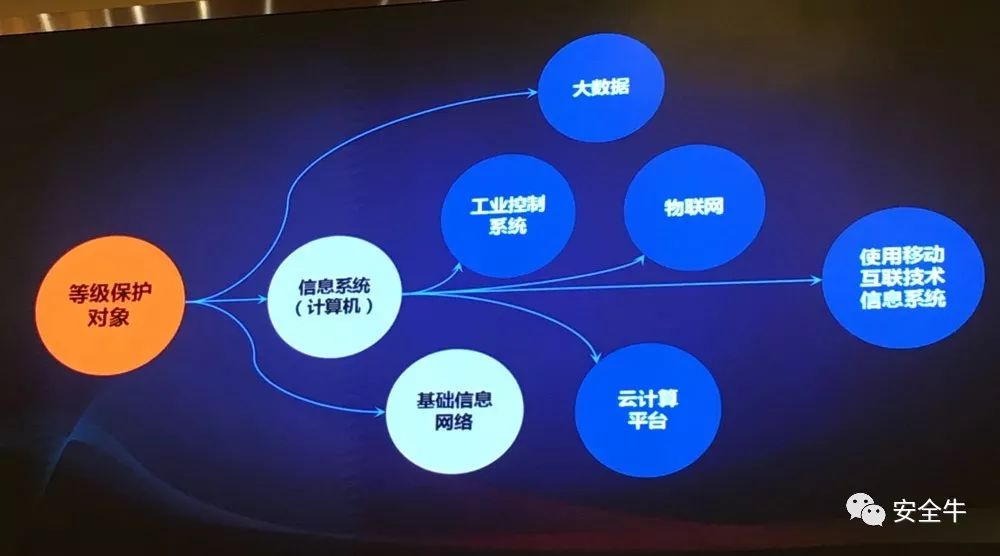 大数据
工业控制
系统
物联网
等级保护
对象
信息系统
（计算机）
使用移动
互联技术
信息系统
基础信息
网络
云计算
平台
安全牛